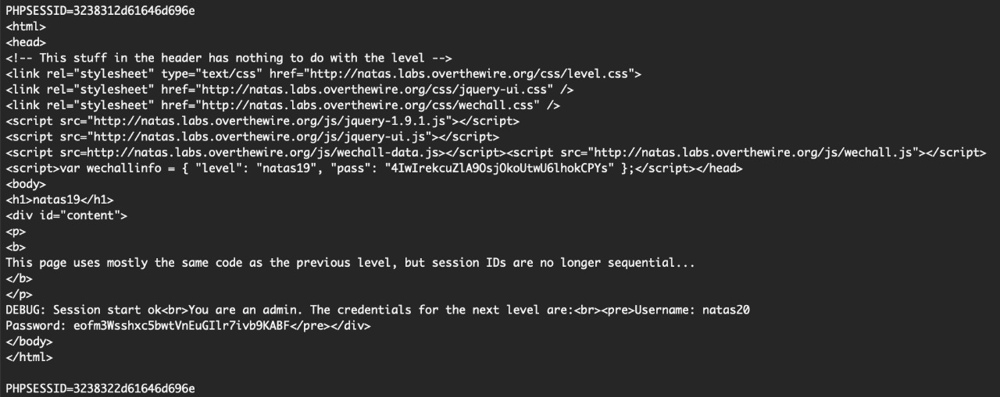 PHPSESSID=3238312d61646d696e
<html>
<head>
<!-- This stuff in the header has nothing to do with the level -->
<link rel="stylesheet" type="text/css" href="http://natas.labs.overthewire.org/css/level.css">
<link rel="stylesheet" href="http://natas.labs.overthewire.org/css/jquery-ui.css" />
<link rel="stylesheet" href="http://natas.labs.overthewire.org/css/wechall.css" />
<script src="http://natas.labs.overthewire.org/js/jquery-1.9.1.js"></script>
<script src="http://natas.labs.overthewire.org/js/jquery-ui.js"></script>
<script src=http://natas.labs.overthewire.org/js/wechall-data.js></script><script src="http://natas.labs.overthewire.org/js/wechall.js"></script>
<script>var wechallinfo = { "level": "natas19", "pass": "4IwIrekcuZlA9OsjOkoUtwU6lhokCPYs" };</script></head>
<body>
<h1>natas19</h1>
<div id="content">
<p>
<b>
This page uses mostly the same code as the previous level, but session IDs are no longer sequential...
</b>
</p>
DEBUG: Session start ok<br>You are an admin. The credentials for the next level are:<br><pre>Username: natas20
Password: eofm3Wsshxc5bwtVnEuGIlr7ivb9KABF</pre></div>
</body>
</html>
PHPSESSID=3238322d61646d696e